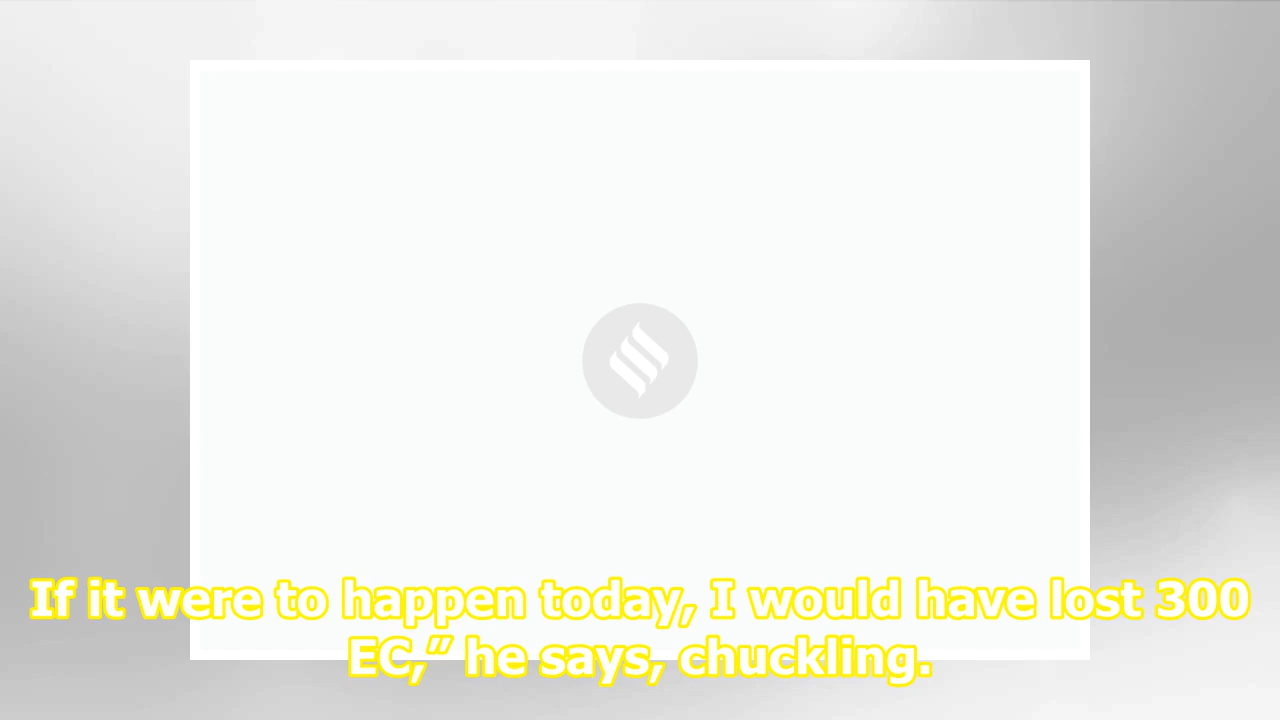 If it were to happen today, I would have lost 300
EC,” he says, chuckling.